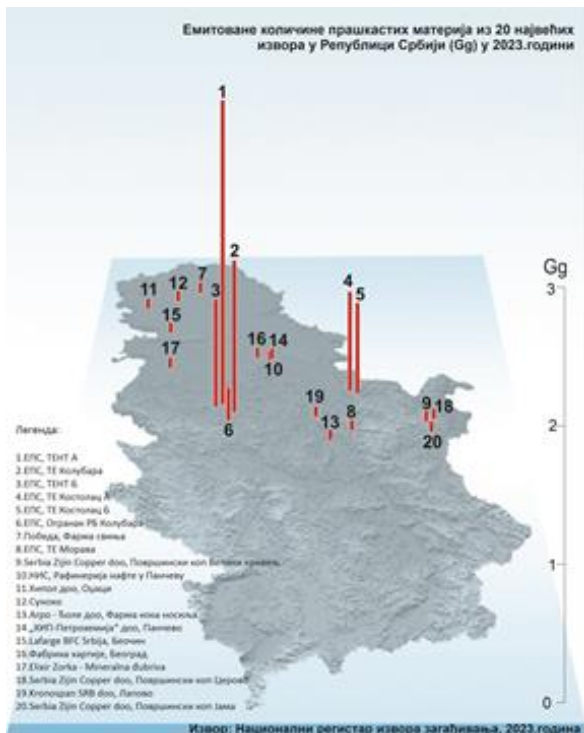 Емитоване количине прашкастих материја из 20 највећих
извора у Републици Србији (Gg) у 2023.години
1
2
3
4
5
6
7
8
9
10
11
12
13
14
15
16
17
18
19
20
Gg
3
2
1
0
Легенда:
1.ЕПС, ТЕНТ А
2.ЕПС, ТЕ Колубара
3.ЕПС, ТЕНТ Б
4.ЕПС, ТЕ Костолац А
5.ЕПС, ТЕ Костолац Б
6.ЕПС, Огранак РБ Колубара
7.Победа, Фарма свиња
8.ЕПС, ТЕ Морава
9.Serbia Zijin Copper doo, Површински коп Велики кривељ
10.НИС, Рафинерија нафте у Панчеву
11.Хипол доо, Оџаци
12.Суноко
13.Агро - Ђоле доо, Фарма кока носиља
14.„ХИП-Петрохемија" доо, Панчево
15.Lafarge BFC Srbija, Беочин
16.Фабрика хартије, Београд
17.Elixir Zorka - Mineralna đubriva
18.Serbia Zijin Copper doo, Површински коп Церово
19.Kronospan SRB doo, Лапово
20.Serbia Zijin Copper doo, Површински коп Јама
Извор: Национални регистар извора загађивања, 2023.година